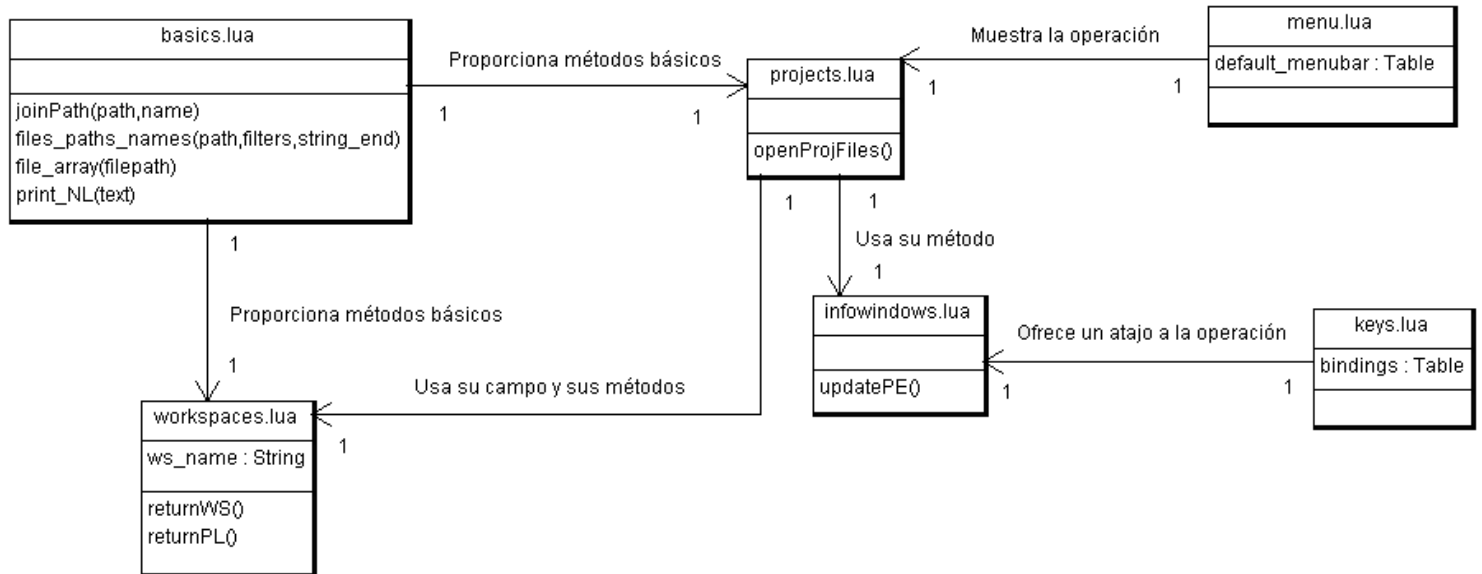 basics.lua
joinPath(path,name)
files_paths_names(path,filters,string_end)
file_array(filepath)
print_NL(text)
1
Proporciona métodos básicos
1
1
projects.lua
openProjFiles()
Muestra la operación
1
1
menu.lua
default_menubar : Table
1
Proporciona métodos básicos
1
1
1
Usa su método
1
Usa su campo y sus métodos
1
workspaces.lua
ws_name : String
returnWS()
returnPL()
infowindows.lua
updatePE()
Ofrece un atajo a la operación
1
1
keys.lua
bindings : Table